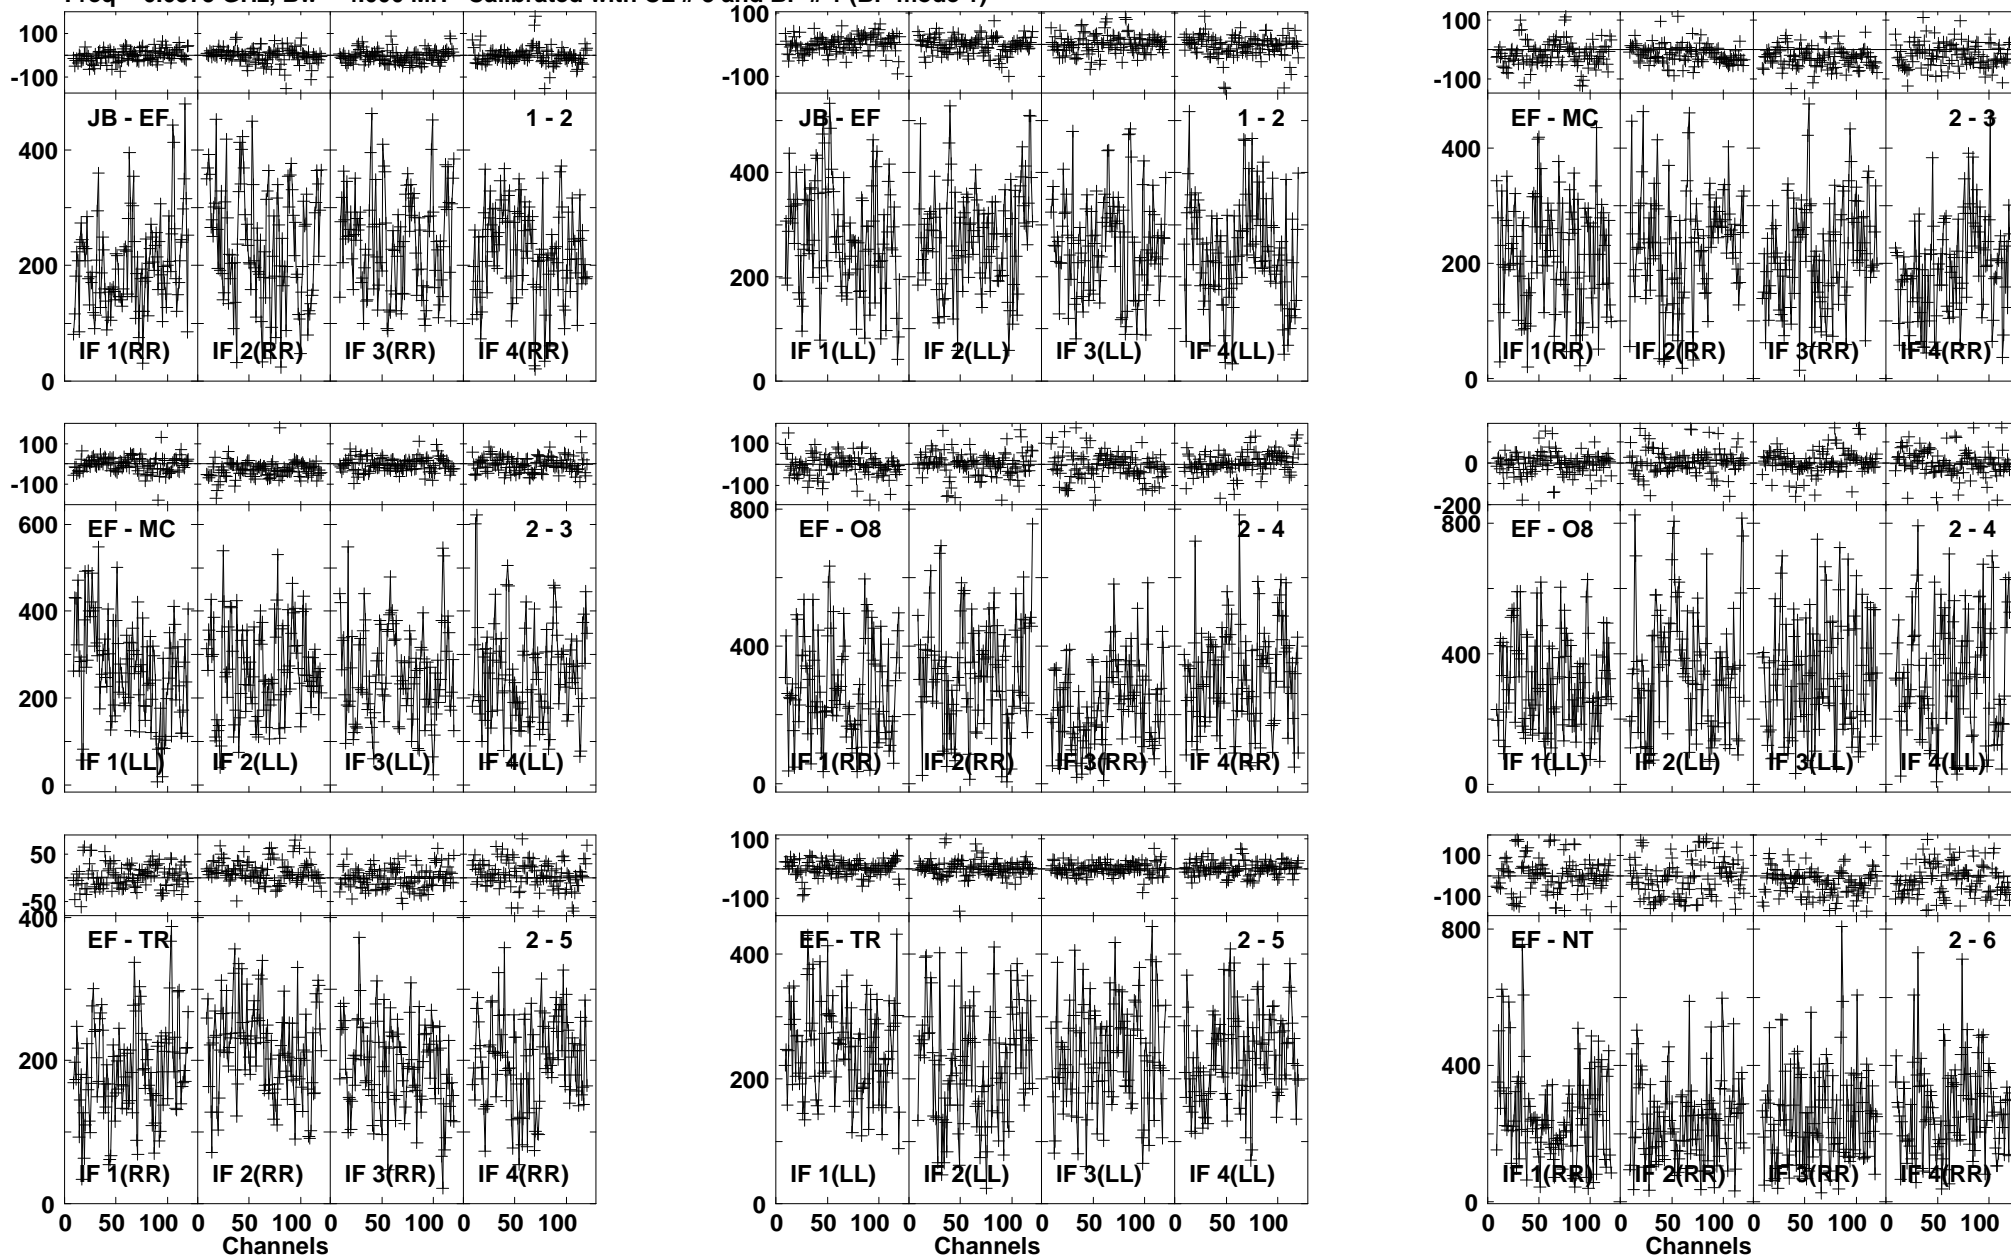 100
-100
JB - EF
1 - 2
400
200
0
IF 1(RR)
IF 2(RR)
IF 3(RR)
IF 4(RR)
100
-100
JB - EF
1 - 2
400
200
0
IF 1(LL)
IF 2(LL)
IF 3(LL)
IF 4(LL)
100
-100
EF - MC
2 - 3
400
200
0
IF 1(RR)
IF 2(RR)
IF 3(RR)
IF 4(RR)
100
-100
EF - MC
2 - 3
600
400
200
0
IF 1(LL)
IF 2(LL)
IF 3(LL)
IF 4(LL)
100
-100
EF - O8
2 - 4
800
400
0
IF 1(RR)
IF 2(RR)
IF 3(RR)
IF 4(RR)
0
-200
EF - O8
2 - 4
800
400
0
IF 1(LL)
IF 2(LL)
IF 3(LL)
IF 4(LL)
50
-50
EF - TR
2 - 5
400
200
0
IF 1(RR)
IF 2(RR)
IF 3(RR)
IF 4(RR)
0 50 100 0 50 100 0 50 100 0 50 100
Channels
100
-100
EF - TR
2 - 5
400
200
0
IF 1(LL)
IF 2(LL)
IF 3(LL)
IF 4(LL)
0 50 100 0 50 100 0 50 100 0 50 100
Channels
100
-100
EF - NT
2 - 6
800
400
0
IF 1(RR)
IF 2(RR)
IF 3(RR)
IF 4(RR)
0 50 100 0 50 100 0 50 100 0 50 100
Channels